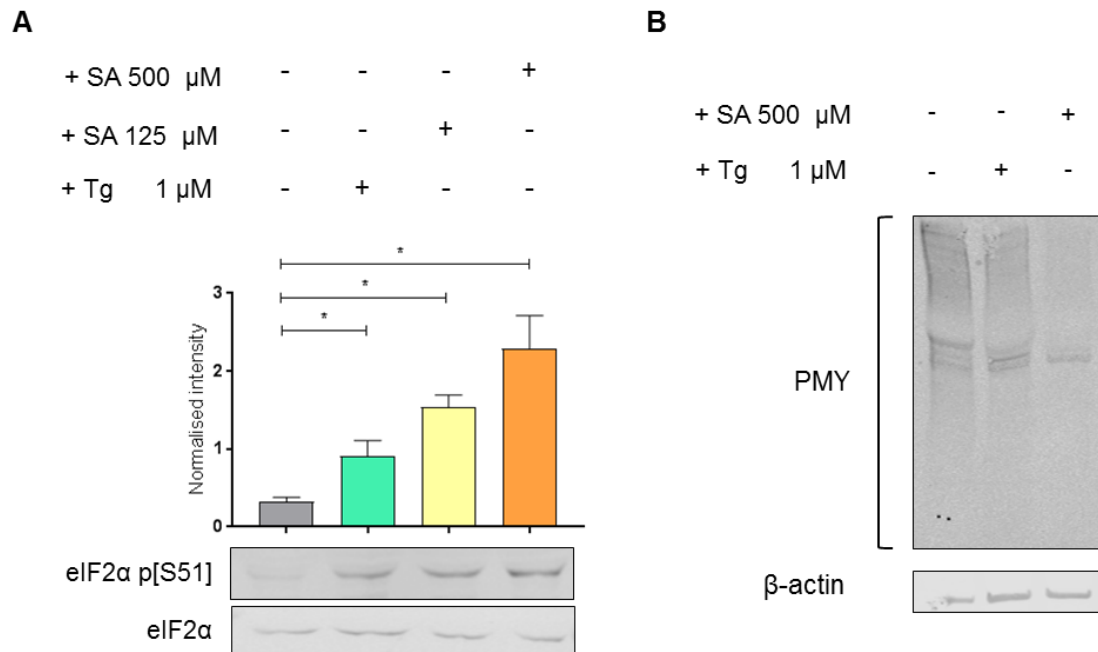 A
+ SA 500 μM - - - +
+ SA 125 μM - - + -
+ Tg 1 μM - + - -
*
*
*
Normalised intensity
3
2
1
0
eIF2α p[S51]
eIF2α
B
+ SA 500 μM - - +
+ Tg 1 μM - + -
PMY
β-actin